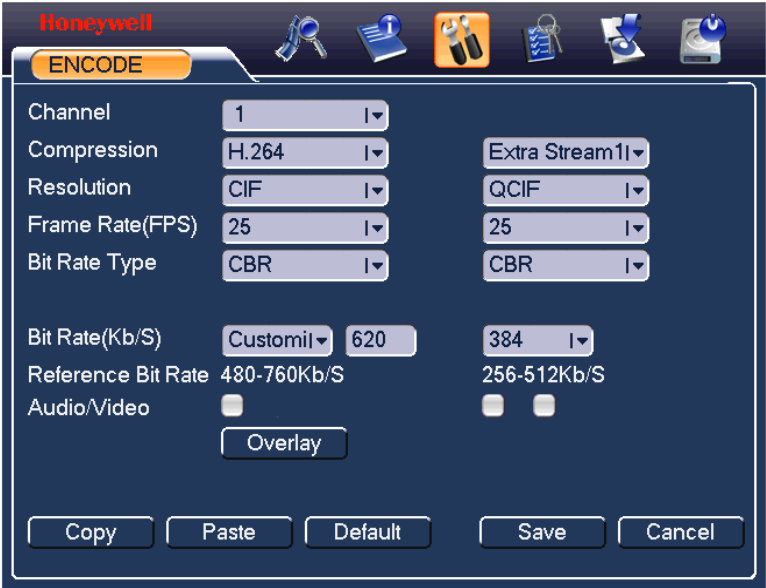 Honeywell
ENCODE
Channel 1
Compression H.264 Extra Stream1
Resolution CIF QCIF
Frame Rate(FPS) 25 25
Bit Rate Type CBR CBR
Bit Rate(Kb/S) Customi 620 384
Reference Bit Rate 480-760Kb/S 256-512Kb/S
Audio/Video
Overlay
Copy Paste Default Save Cancel